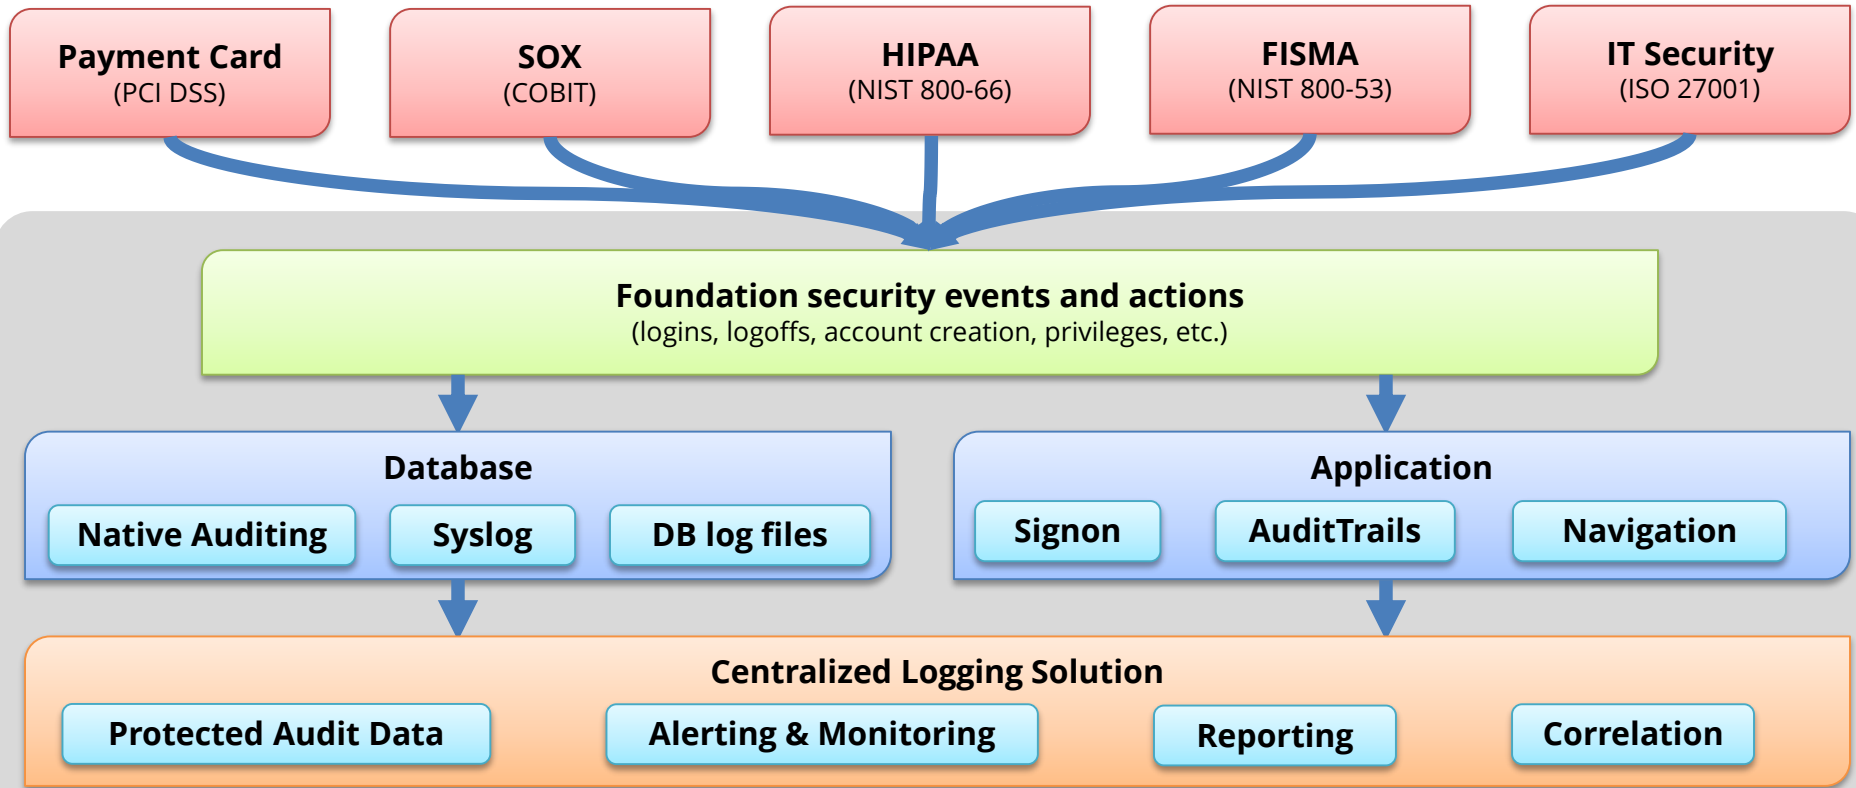 Payment Card
(PCI DSS)
SOX
(COBIT)
HIPAA
(NIST 800-66)
FISMA
(NIST 800-53)
IT Security
(ISO 27001)
Foundation security events and actions
(logins, logoffs, account creation, privileges, etc.)
Database
Native Auditing
Syslog
DB log files
Application
Signon
AuditTrails
Navigation
Centralized Logging Solution
Protected Audit Data
Alerting & Monitoring
Reporting
Correlation